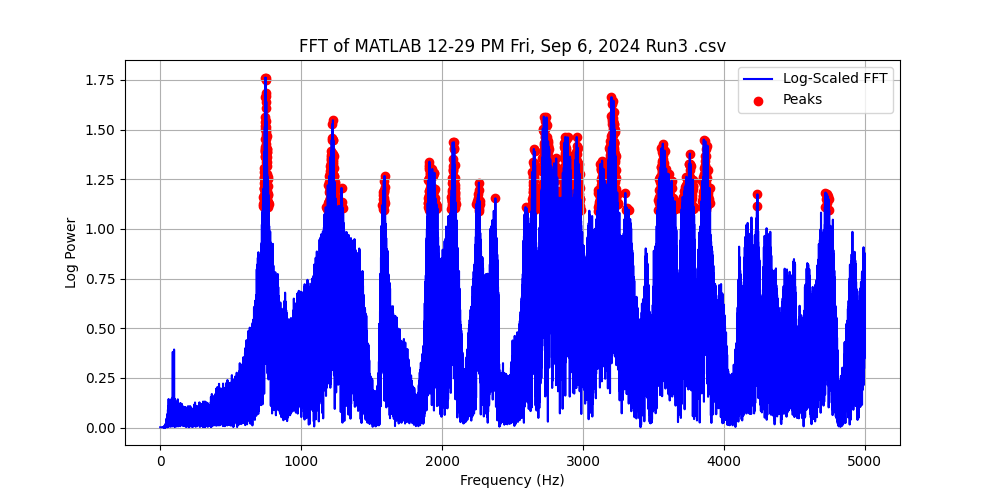 FFT of MATLAB 12-29 PM Fri, Sep 6, 2024 Run3 .csv
Log-Scaled FFT
Peaks
Log Power
1.75
1.50
1.25
1.00
0.75
0.50
0.25
0.00
0 1000 2000 3000 4000 5000
Frequency (Hz)